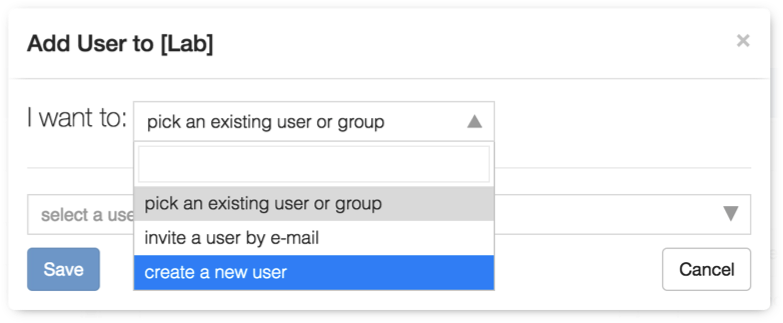 Add User to [Lab]
×
I want to: pick an existing user or group
pick an existing user or group
invite a user by e-mail
select a use
create a new user
Save
Cancel